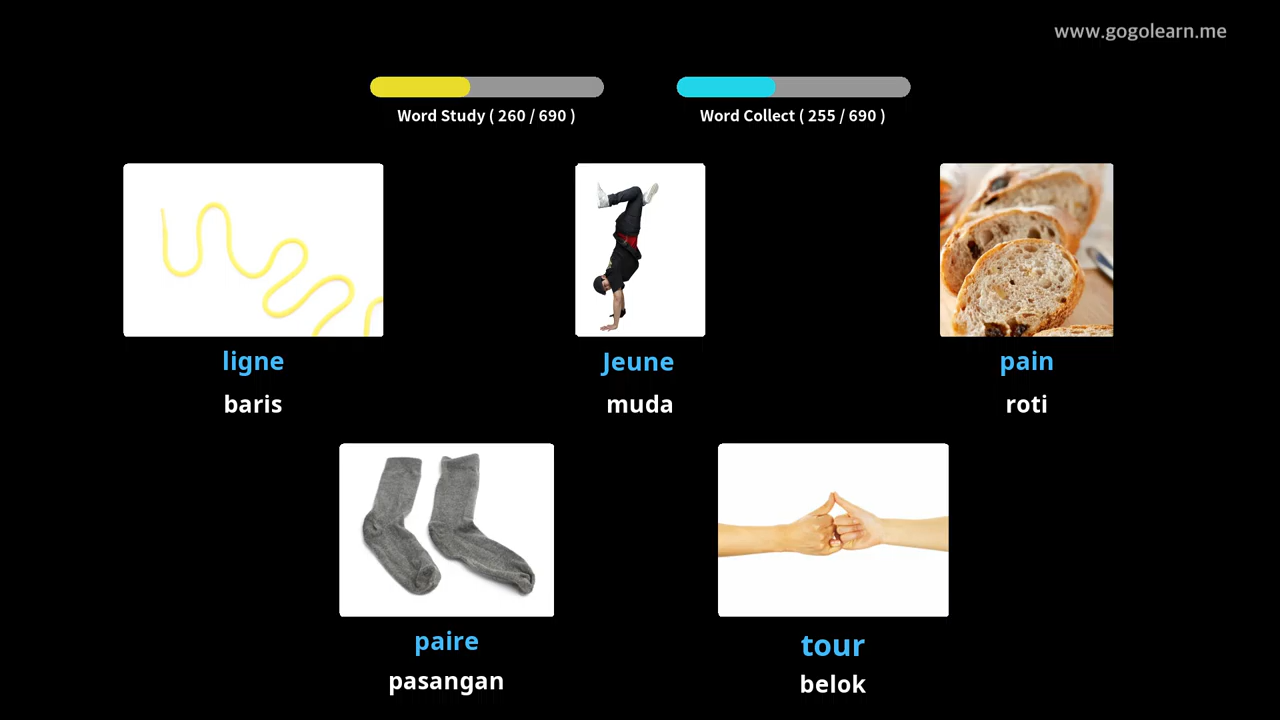 www.gogolearn.me
Word Study ( 260 / 690 )
Word Collect ( 255 / 690 )
ligne
baris
Jeune
muda
pain
roti
paire
pasangan
tour
belok